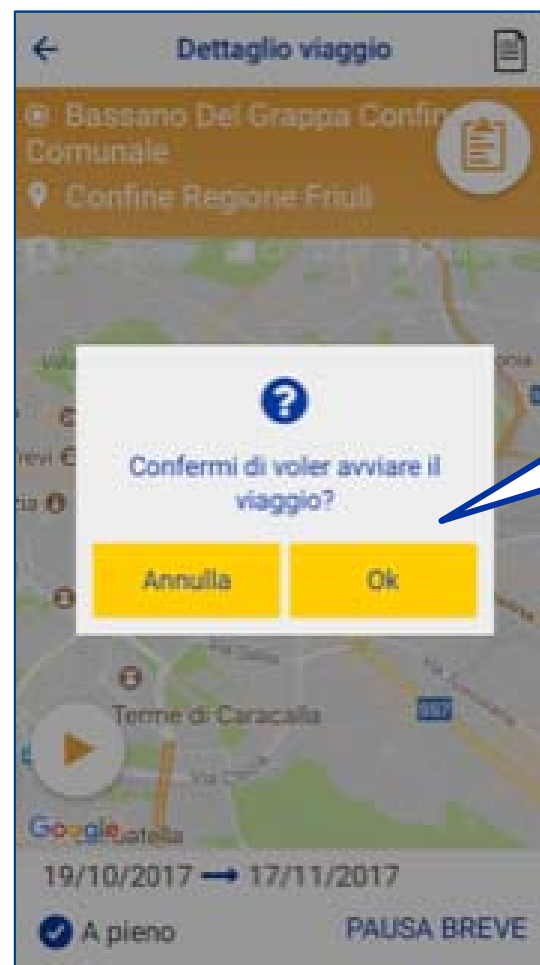 Dettaglio viaggio
Bassano Del Grappa Confine
Comunale
Confine Regione Friuli
Confermi di voler avviare il
viaggio?
Annulla
Ok
Terme di Caracalla
Google
19/10/2017 → 17/11/2017
A pieno
PAUSA BREVE